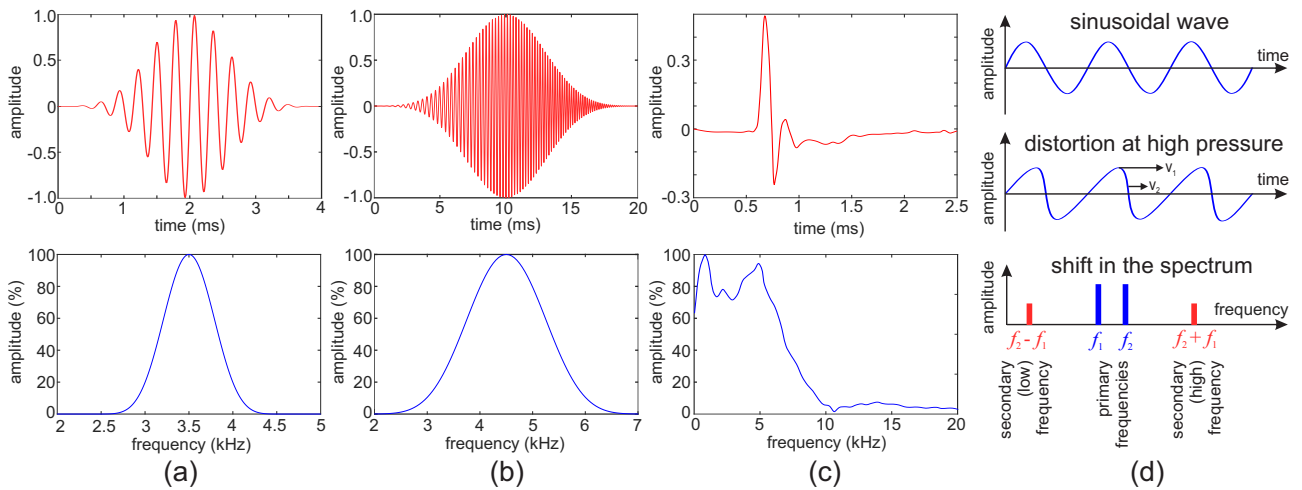 1.0
0.5
0
-0.5
-1.0
amplitude
0
1
2
3
4
time (ms)
100
80
60
40
20
0
amplitude (%)
2
2.5
3
3.5
4
4.5
5
frequency (kHz)
(a)
1.0
0.5
0
-0.5
-1.0
amplitude
0
5
10
15
20
time (ms)
100
80
60
40
20
0
amplitude (%)
2
3
4
5
6
7
frequency (kHz)
(b)
0.3
0
-0.3
amplitude
0
0.5
1.0
1.5
2
2.5
time (ms)
100
80
60
40
20
0
amplitude (%)
0
5
10
15
20
frequency (kHz)
(c)
sinusoidal wave
amplitude
time
distortion at high pressure
amplitude
V1
V2
time
shift in the spectrum
amplitude
frequency
f2 - f1
f1
f2
f2 + f1
secondary
(low)
frequency
primary
frequencies
secondary
(high)
frequency
(d)